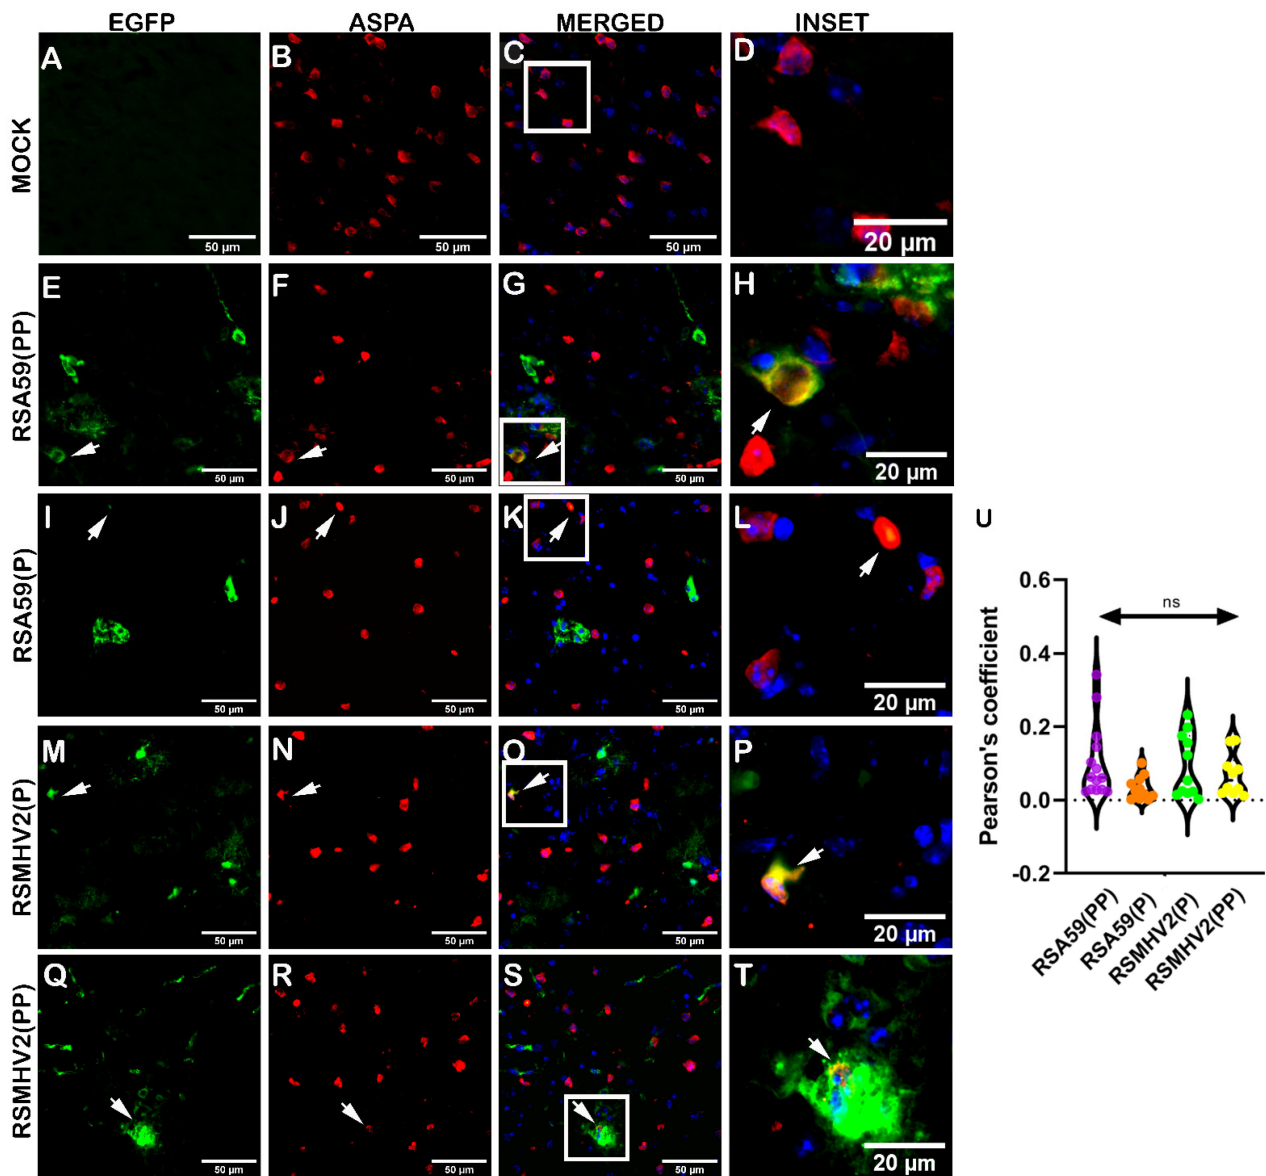 EGFP ASPA MERGED INSET
MOCK
A B C D
50 µm 50 µm 50 µm 20 µm
RSA59(PP)
E F G H
50 µm 50 µm 50 µm 20 µm
RSA59(P)
I J K L
50 µm 50 µm 50 µm 20 µm
RSMHV2(P)
M N O P
50 µm 50 µm 50 µm 20 µm
RSMHV2(PP)
Q R S T
50 µm 50 µm 50 µm 20 µm
U
Pearson's coefficient
0.6
0.4
0.2
0.0
-0.2
ns
RSA59(PP)
RSA59(P)
RSMHV2(P)
RSMHV2(PP)